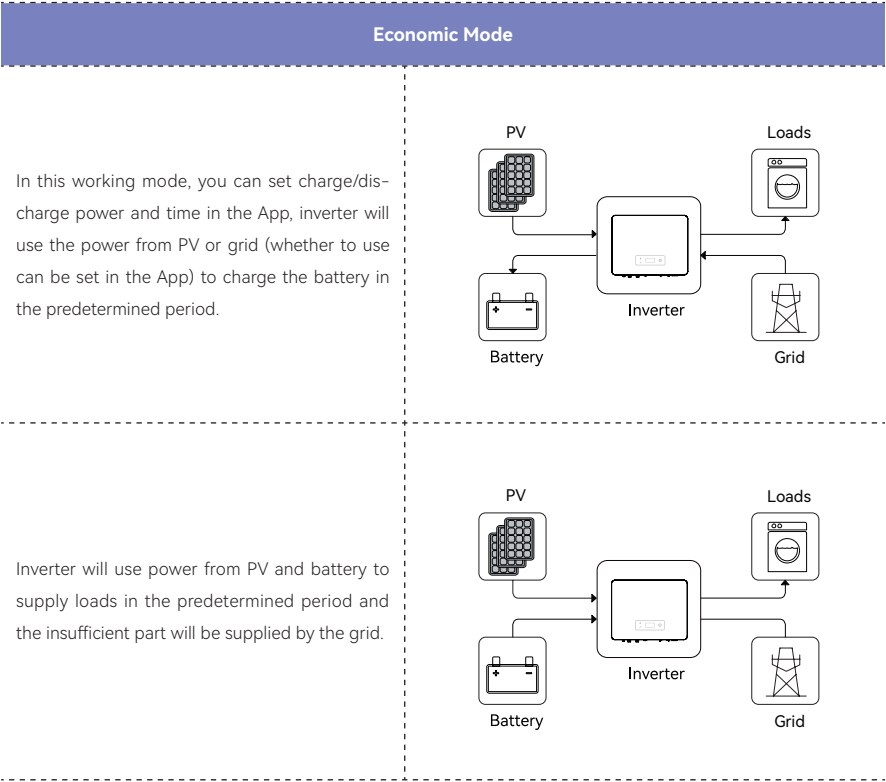 Economic Mode
In this working mode, you can set charge/dis-
charge power and time in the App, inverter will
use the power from PV or grid (whether to use
can be set in the App) to charge the battery in
the predetermined period.
PV
Loads
Inverter
Battery
Grid
Inverter will use power from PV and battery to
supply loads in the predetermined period and
the insufficient part will be supplied by the grid.
PV
Loads
Inverter
Battery
Grid